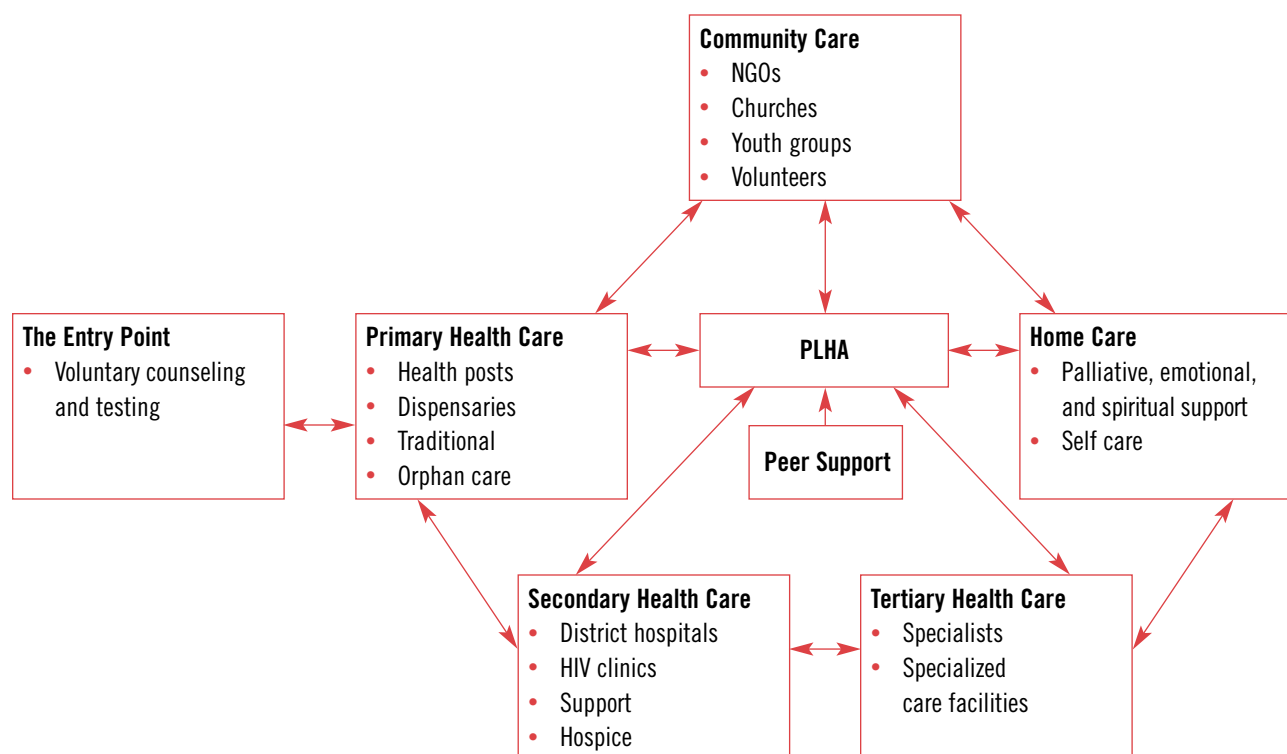 Community Care
• NGOs
• Churches
• Youth groups
• Volunteers
The Entry Point
• Voluntary counseling
and testing
Primary Health Care
• Health posts
• Dispensaries
• Traditional
• Orphan care
PLHA
Peer Support
Home Care
• Palliative, emotional,
and spiritual support
• Self care
Secondary Health Care
• District hospitals
• HIV clinics
• Support
• Hospice
Tertiary Health Care
• Specialists
• Specialized
care facilities